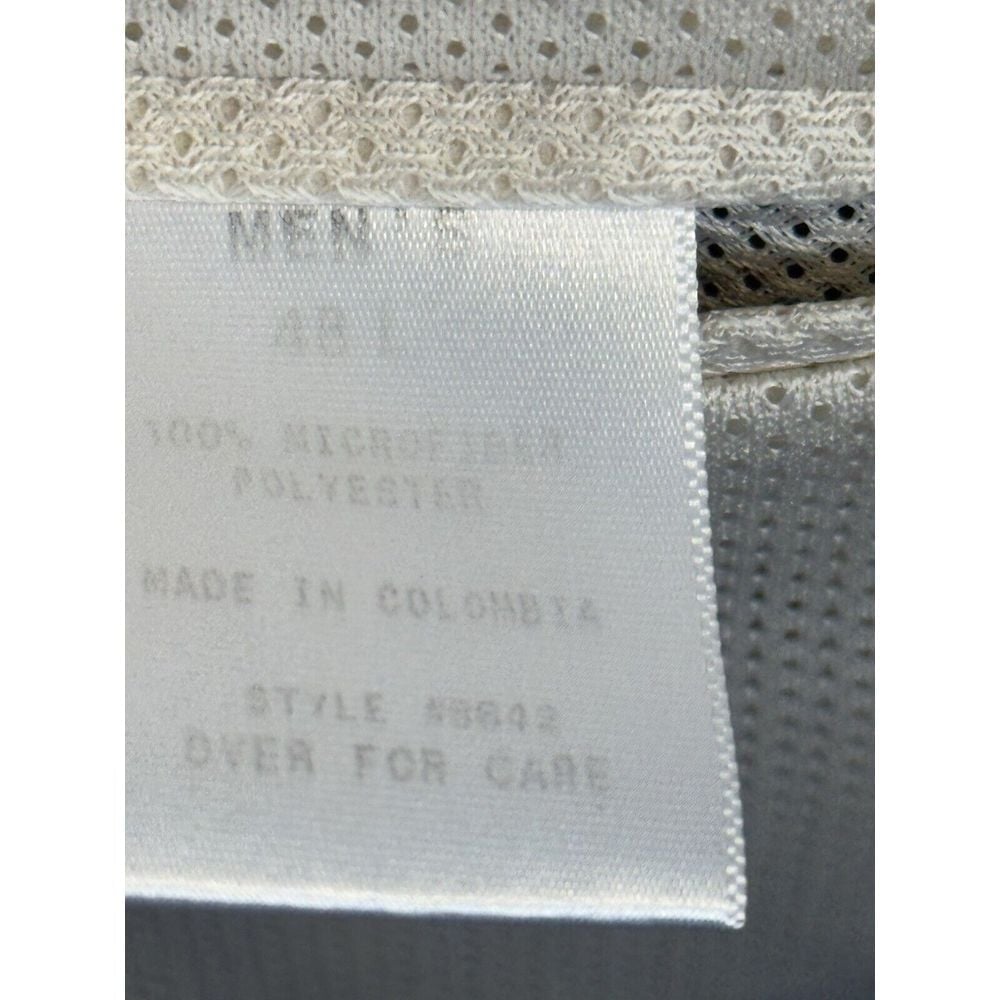 MEN'S
100% MICROFIBER
POLYESTER
MADE IN COLOMBIA
STYLE
OVER FOR CARE